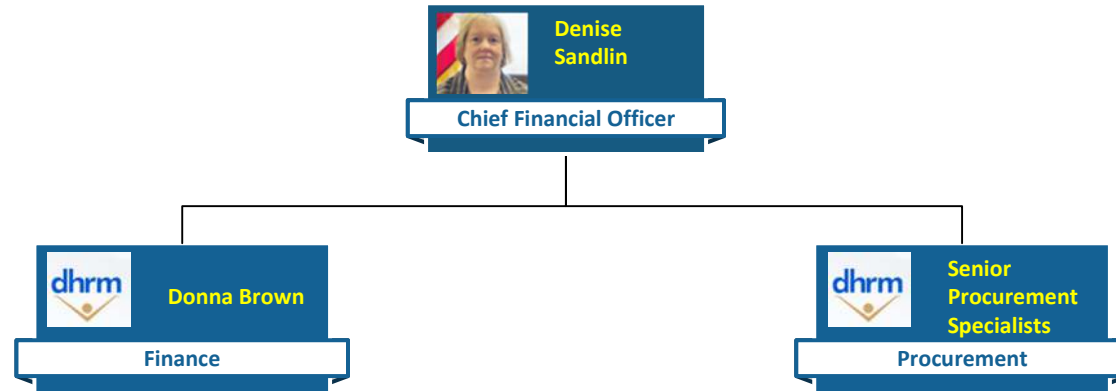 Denise
Sandlin
Chief Financial Officer
dhrm
Donna Brown
Finance
dhrm
Senior
Procurement
Specialists
Procurement